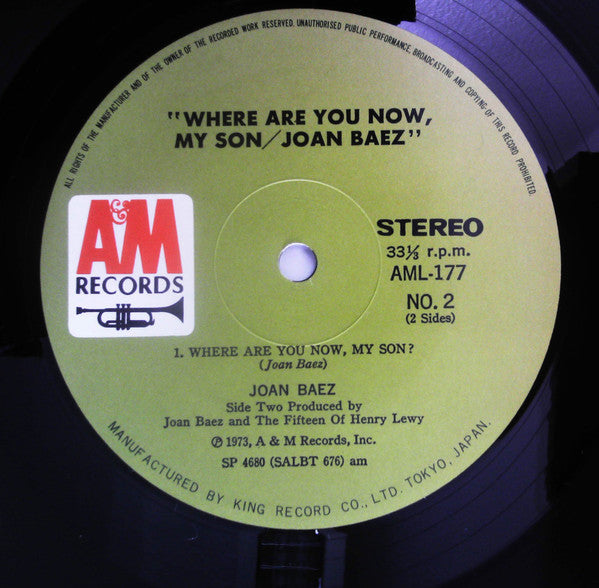 ALL RIGHTS OF THE MANUFACTURER AND OF THE OWNER OF THE RECORDED WORK RESERVED. UNAUTHORISED PUBLIC PERFORMANCE, BROADCASTING AND COPYING OF THIS RECORD PROHIBITED.
"WHERE ARE YOU NOW,
MY SON/JOAN BAEZ"
A&M
RECORDS
STEREO
33⅓ r.p.m.
AML-177
NO. 2
(2 Sides)
1. WHERE ARE YOU NOW, MY SON?
(Joan Baez)
JOAN BAEZ
Side Two Produced by
Joan Baez and The Fifteen Of Henry Lewy
℗ 1973, A & M Records, Inc.
SP 4680 (SALBT 676) am
MANUFACTURED BY KING RECORD CO., LTD. TOKYO, JAPAN.